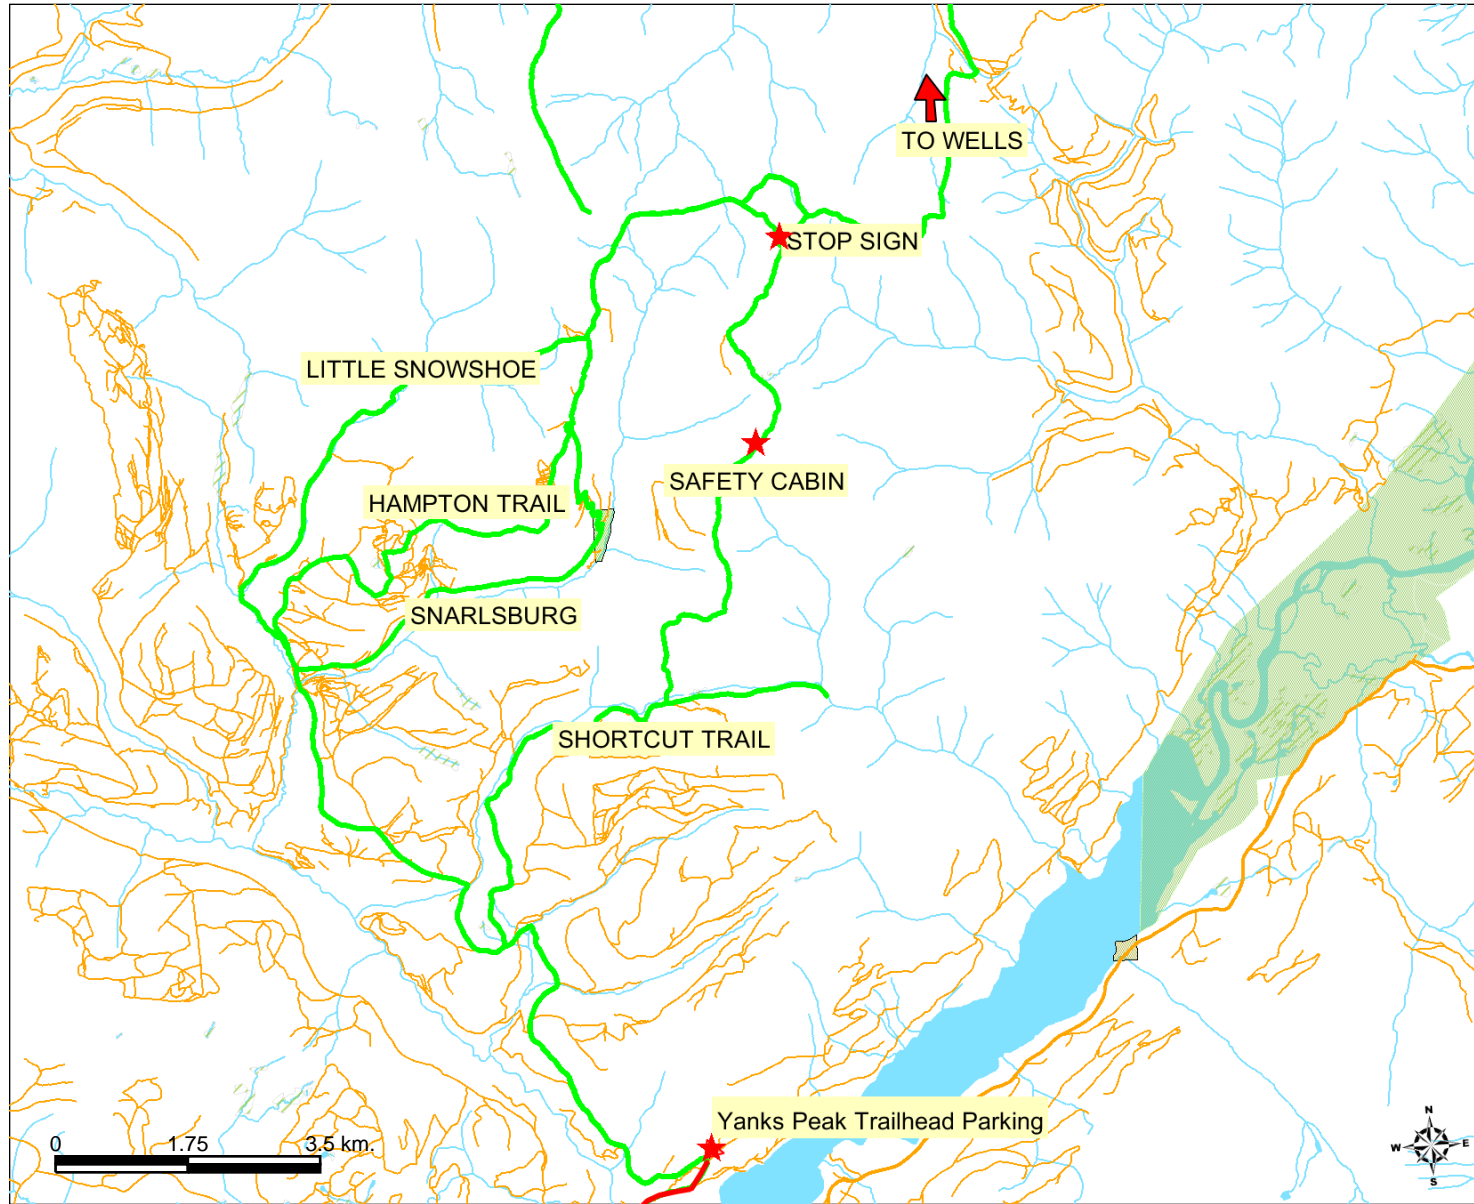 TO WELLS
STOP SIGN
LITTLE SNOWSHOE
SAFETY CABIN
HAMPTON TRAIL
SNARLSBURG
SHORTCUT TRAIL
Yanks Peak Trailhead Parking
0 1.75 3.5 km.
N
W E
S